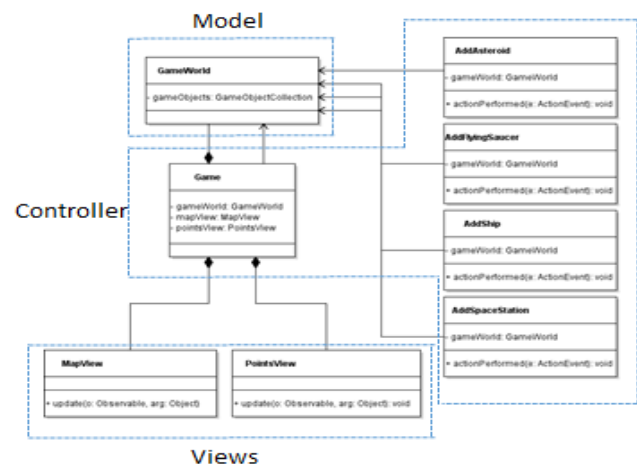 Model
GameWorld
- gameObjects: GameObjectCollection
AddAsteroid
- gameWorld: GameWorld
+ actionPerformed(e: ActionEvent): void
AddFlyingSaucer
- gameWorld: GameWorld
+ actionPerformed(e: ActionEvent): void
Controller
Game
- gameWorld: GameWorld
- mapView: MapView
- pointsView: PointsView
AddShip
- gameWorld: GameWorld
+ actionPerformed(e: ActionEvent): void
AddSpaceStation
- gameWorld: GameWorld
+ actionPerformed(e: ActionEvent): void
MapView
+ update(o: Observable, arg: Object)
PointsView
+ update(o: Observable, arg: Object): void
Views